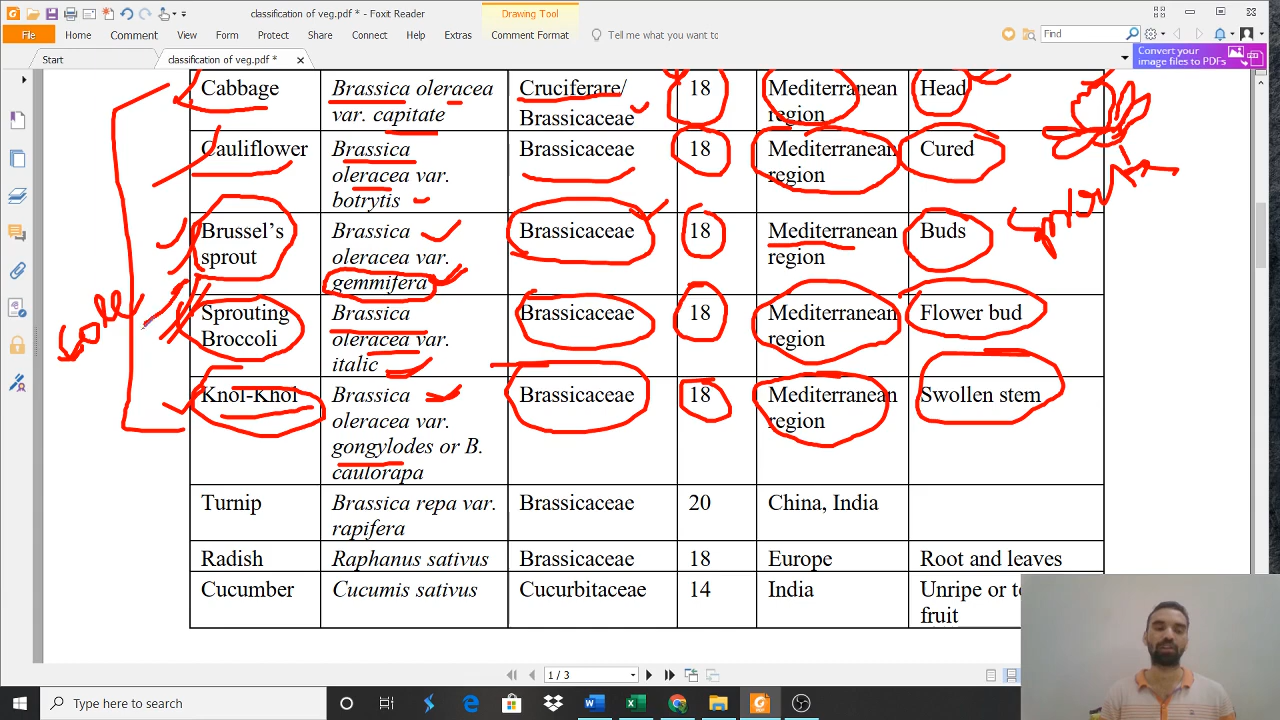 classification of veg.pdf * - Foxit Reader
Drawing Tool
File Home Comment View Form Protect Share Connect Help Extras Comment Format Tell me what you want to Find
Start classification of veg.pdf *
Convert your
image files to PDFs
Cabbage Brassica oleracea var. capitate Cruciferare/ Brassicaceae 18 Mediterranean region Head
Cauliflower Brassica oleracea var. botrytis Brassicaceae 18 Mediterranean region Cured
Brussel's sprout Brassica oleracea var. gemmifera Brassicaceae 18 Mediterranean region Buds
Sprouting Broccoli Brassica oleracea var. italic Brassicaceae 18 Mediterranean region Flower bud
Knol-Khol Brassica oleracea var. gongylodes or B. caulorapa Brassicaceae 18 Mediterranean region Swollen stem
Turnip Brassica repa var. rapifera Brassicaceae 20 China, India
Radish Raphanus sativus Brassicaceae 18 Europe Root and leaves
Cucumber Cucumis sativus Cucurbitaceae 14 India Unripe or fruit
1 / 3
Type here to search